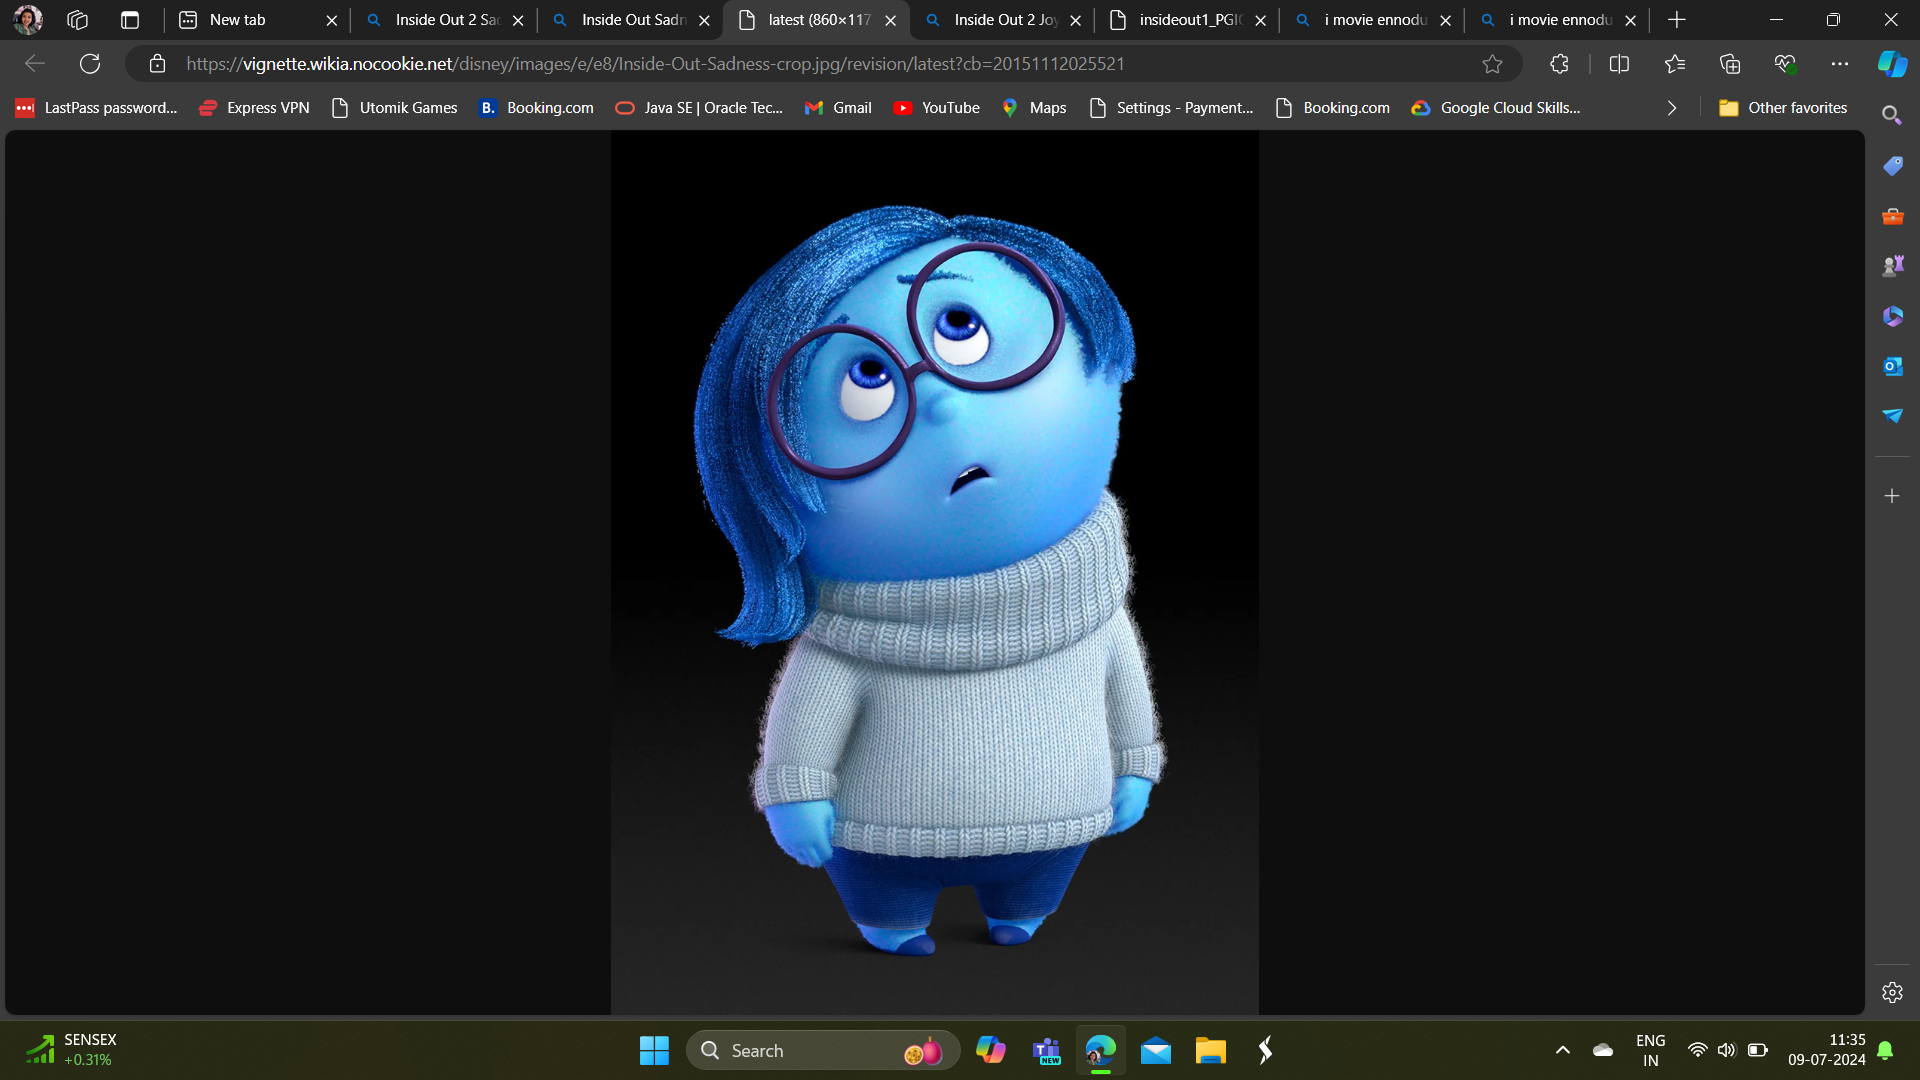 New tab
Inside Out 2 Sad
Inside Out Sadn
latest (860×117
Inside Out 2 Joy
insideout1_PGI
i movie ennodu
i movie ennodu
https://vignette.wikia.nocookie.net/disney/images/e/e8/Inside-Out-Sadness-crop.jpg/revision/latest?cb=20151112025521
LastPass password...
Express VPN
Utomik Games
B.
Booking.com
Java SE | Oracle Tec...
Gmail
YouTube
Maps
Settings - Payment...
Booking.com
Google Cloud Skills...
Other favorites
SENSEX
+0.31%
Search
NEW
ENG
IN
11:35
09-07-2024